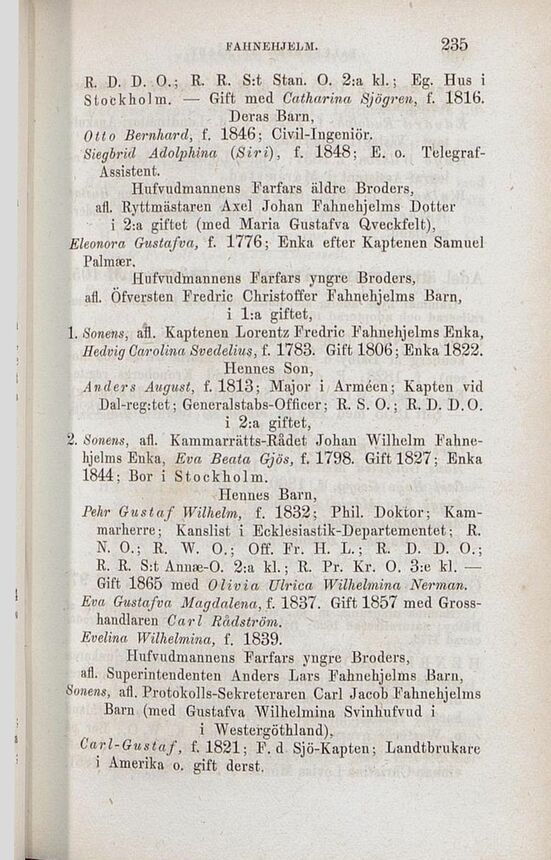 FAHNEHJELM. 235
R. D. D. O.; R. R. S:t Stan. O. 2:a kl.; Eg. Hus i
Stockholm. — Gift med Catharina Sjögren, f. 1816.
Deras Barn,
Otto Bernhard, f. 1846; Civil-Ingeniör.
Siegbrid Adolphina (Siri), f. 1848; E. o. Telegraf-
Assistent.
Hufvudmannens Farfars äldre Broders,
afl. Ryttmästaren Axel Johan Fahnehjelms Dotter
i 2:a giftet (med Maria Gustafva Qveckfelt),
Eleonora Gustafva, f. 1776; Enka efter Kaptenen Samuel
Palmær.
Hufvudmannens Farfars yngre Broders,
afl. Öfversten Fredric Christoffer Fahnehjelms Barn,
i 1:a giftet,
1. Sonens, afl. Kaptenen Lorentz Fredric Fahnehjelms Enka,
Hedvig Carolina Svedelius, f. 1783. Gift 1806; Enka 1822.
Hennes Son,
Anders August, f. 1813; Major i Arméen; Kapten vid
Dal-reg:tet; Generalstabs-Officer; R. S. O.; R. D. D. O.
i 2:a giftet,
2. Sonens, afl. Kammarrätts-Rådet Johan Wilhelm Fahne-
hjelms Enka, Eva Beata Gjös, f. 1798. Gift 1827; Enka
1844; Bor i Stockholm.
Hennes Barn,
Pehr Gustaf Wilhelm, f. 1832; Phil. Doktor; Kam-
marherre; Kanslist i Ecklesiastik-Departementet; R.
N. O.; R. W. O.; Off. Fr. H. L.; R. D. D. O.;
R. R. S:t Annæ-O. 2:a kl.; R. Pr. Kr. O. 3:e kl. —
Gift 1865 med Olivia Ulrica Wilhelmina Nerman.
Eva Gustafva Magdalena, f. 1837. Gift 1857 med Gross-
handlaren Carl Rådström.
Evelina Wilhelmina, f. 1839.
Hufvudmannens Farfars yngre Broders,
afl. Superintendenten Anders Lars Fahnehjelms Barn,
Sonens, afl. Protokolls-Sekreteraren Carl Jacob Fahnehjelms
Barn (med Gustafva Wilhelmina Svinhufvud i
i Westergöthland),
Carl-Gustaf, f. 1821; F. d Sjö-Kapten; Landtbrukare
i Amerika o. gift derst.